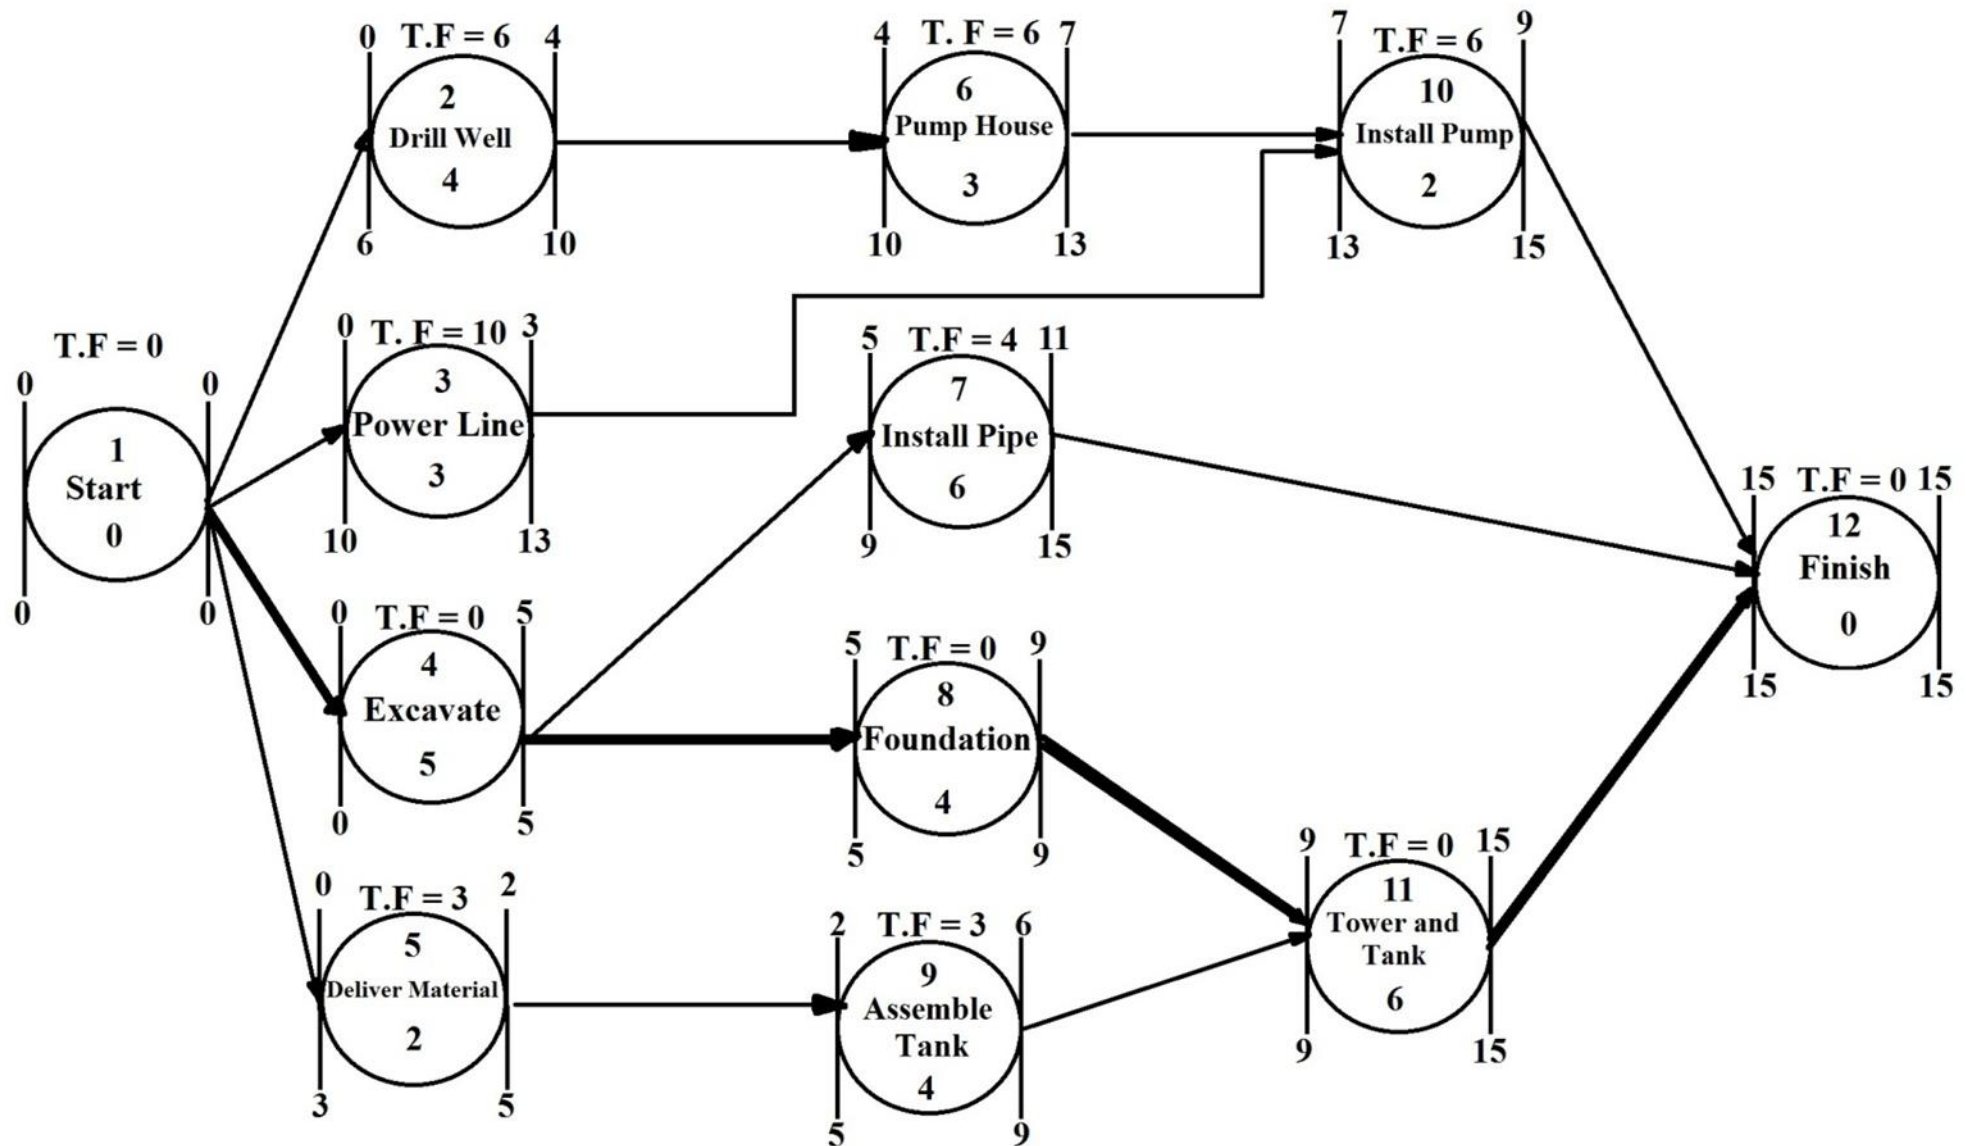 0 T.F = 6 4
2
Drill Well
4
6 10
4 T. F = 6 7
6
Pump House
3
10 13
7 T.F = 6 9
10
Install Pump
2
13 15
T.F = 0
0 0
1
Start
0
0 0
0 T. F = 10 3
3
Power Line
3
10 13
5 T.F = 4 11
7
Install Pipe
6
9 15
15 T.F = 0 15
12
Finish
0
15 15
0 T.F = 0 5
4
Excavate
5
0 5
5 T.F = 0 9
8
Foundation
4
5 9
0 T.F = 3 2
5
Deliver Material
2
3 5
2 T.F = 3 6
9
Assemble
Tank
4
5 9
9 T.F = 0 15
11
Tower and
Tank
6
9 15